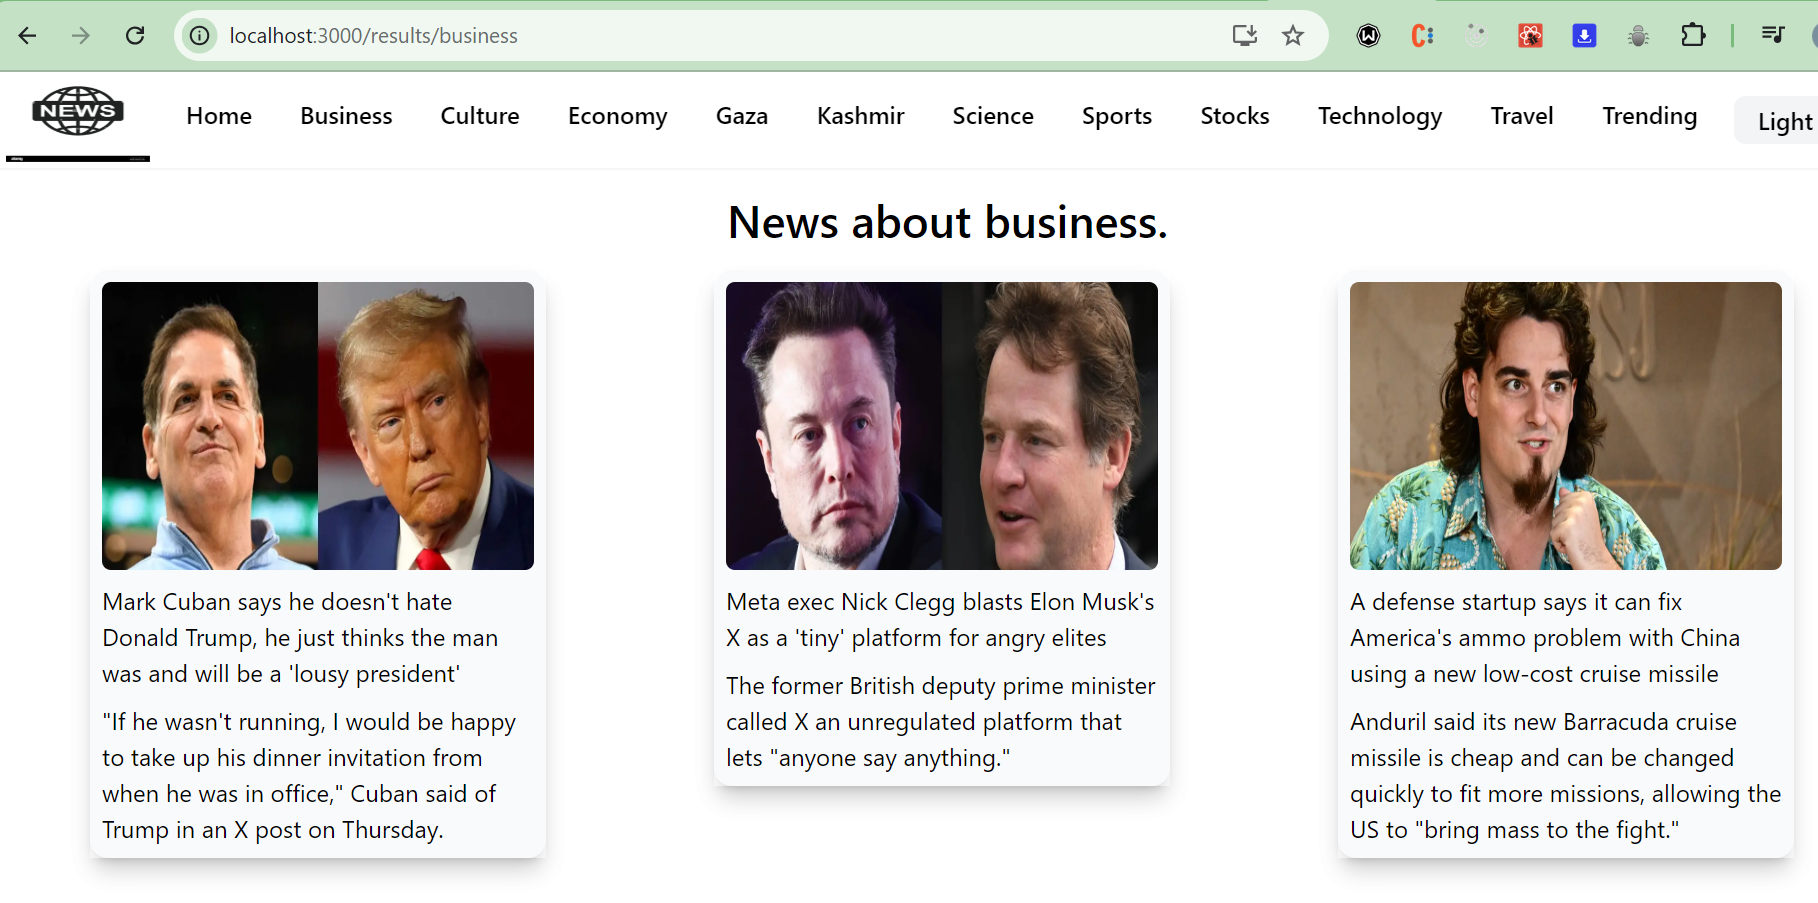 localhost:3000/results/business
NEWS
Home Business Culture Economy Gaza Kashmir Science Sports Stocks Technology Travel Trending Light
News about business.
Mark Cuban says he doesn't hate
Donald Trump, he just thinks the man
was and will be a 'lousy president'
"If he wasn't running, I would be happy
to take up his dinner invitation from
when he was in office," Cuban said of
Trump in an X post on Thursday.
Meta exec Nick Clegg blasts Elon Musk's
X as a 'tiny' platform for angry elites
The former British deputy prime minister
called X an unregulated platform that
lets "anyone say anything."
A defense startup says it can fix
America's ammo problem with China
using a new low-cost cruise missile
Anduril said its new Barracuda cruise
missile is cheap and can be changed
quickly to fit more missions, allowing the
US to "bring mass to the fight."